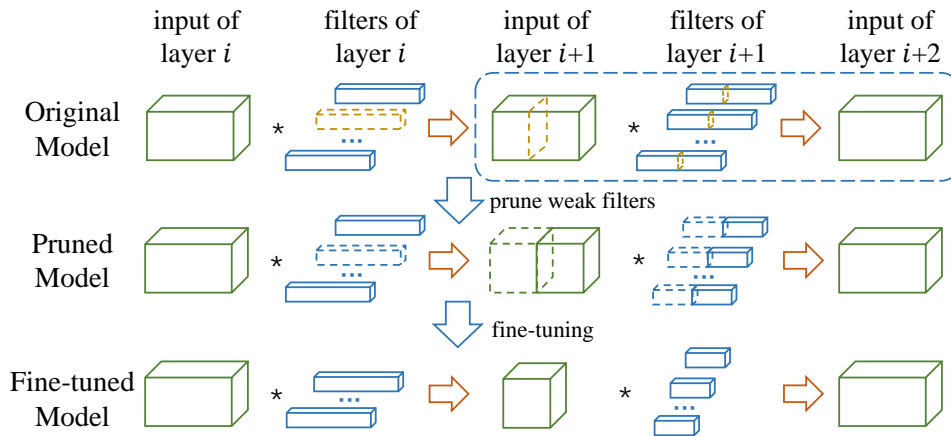 input of layer i
filters of layer i
input of layer i+1
filters of layer i+1
input of layer i+2
Original Model
*
...
*
...
prune weak filters
Pruned Model
*
...
*
...
fine-tuning
Fine-tuned Model
*
...
*
...